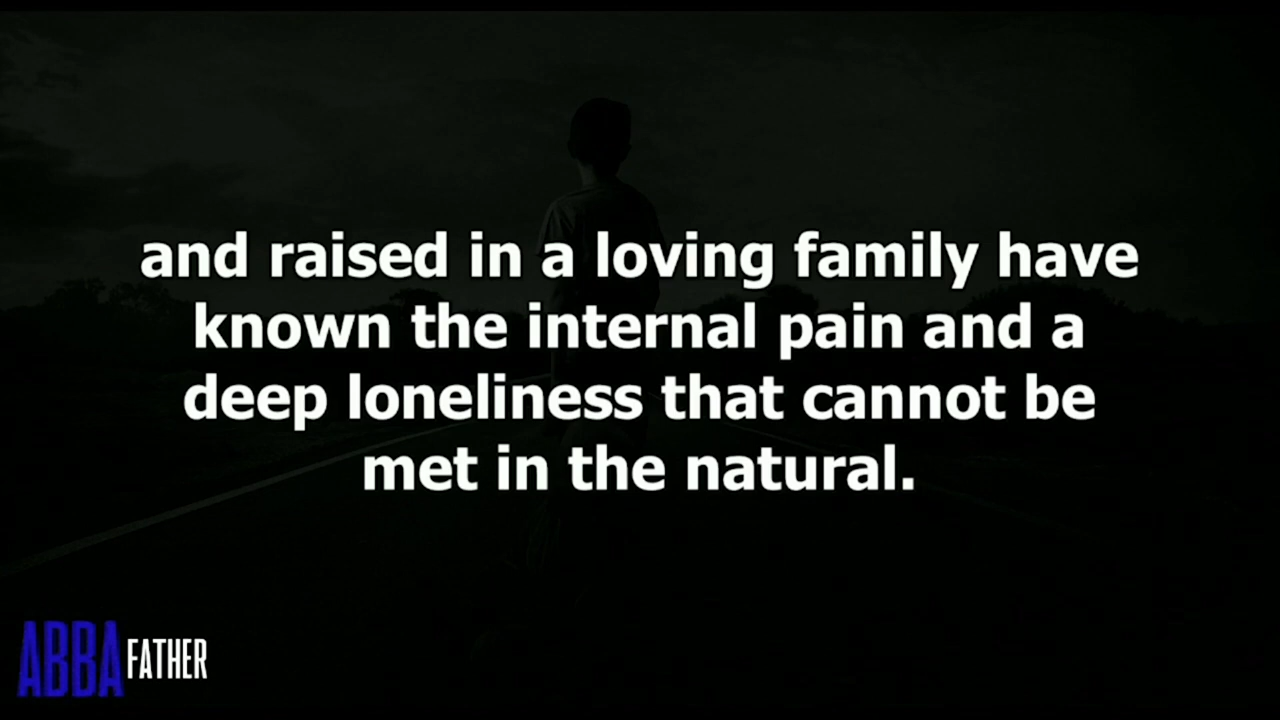 and raised in a loving family have
known the internal pain and a
deep loneliness that cannot be
met in the natural.
ABBA FATHER